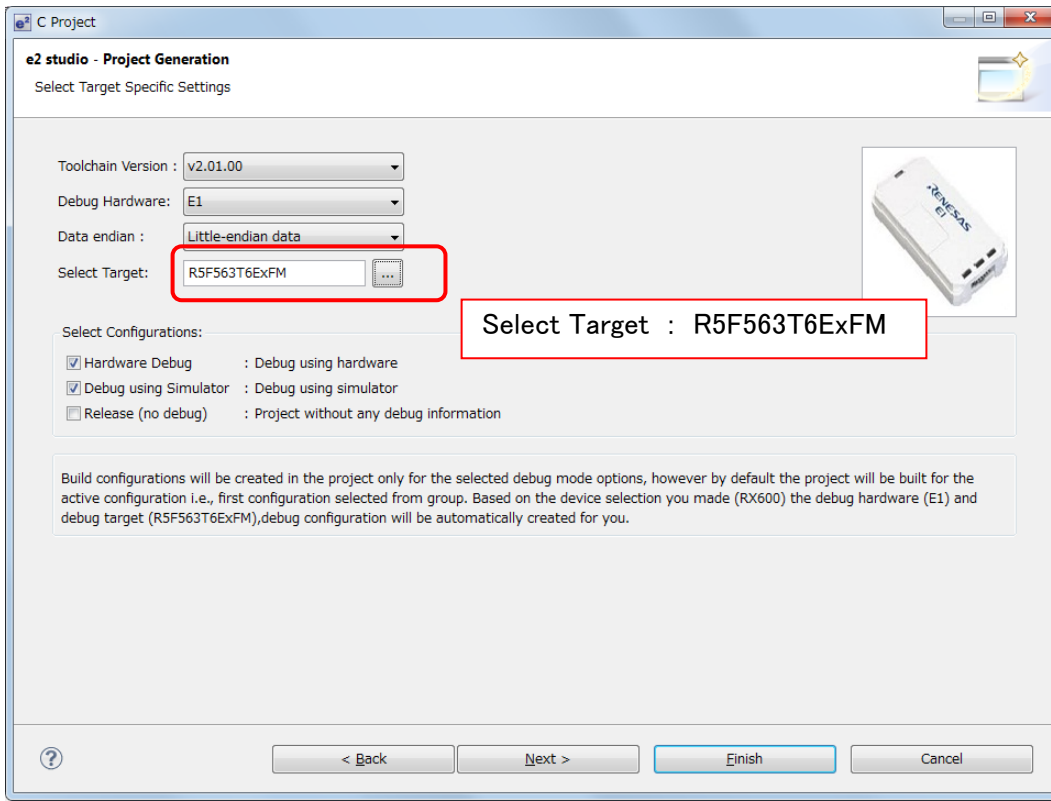 C Project
e2 studio - Project Generation
Select Target Specific Settings
Toolchain Version : v2.01.00
Debug Hardware: E1
Data endian : Little-endian data
Select Target: R5F563T6ExFM ...
RENESAS
E1
Select Target : R5F563T6ExFM
Select Configurations:
Hardware Debug : Debug using hardware
Debug using Simulator : Debug using simulator
Release (no debug) : Project without any debug information
Build configurations will be created in the project only for the selected debug mode options, however by default the project will be built for the
active configuration i.e., first configuration selected from group. Based on the device selection you made (RX600) the debug hardware (E1) and
debug target (R5F563T6ExFM),debug configuration will be automatically created for you.
< Back Next > Finish Cancel